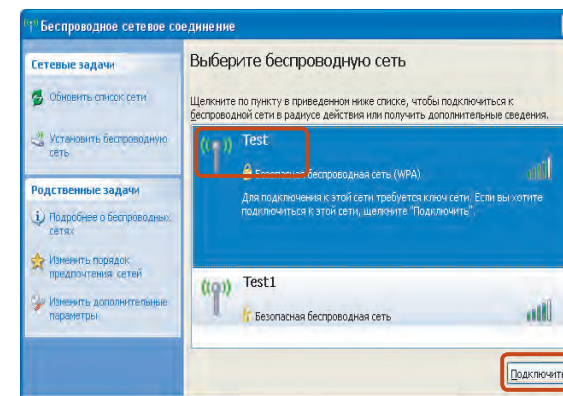 Беспроводное сетевое соединение
Сетевые задачи
Обновить список сети
Установить беспроводную
сеть
Родственные задачи
Подробнее о беспроводных
сетях
Изменить порядок
предпочтения сетей
Изменить дополнительные
параметры
Выберите беспроводную сеть
Щелкните по пункту в приведенном ниже списке, чтобы подключиться к
беспроводной сети в радиусе действия или получить дополнительные сведения.
Test
Безопасная беспроводная сеть (WPA)
Для подключения к этой сети требуется ключ сети. Если вы хотите
подключиться к этой сети, щелкните "Подключить".
Test1
Безопасная беспроводная сеть
Подключить